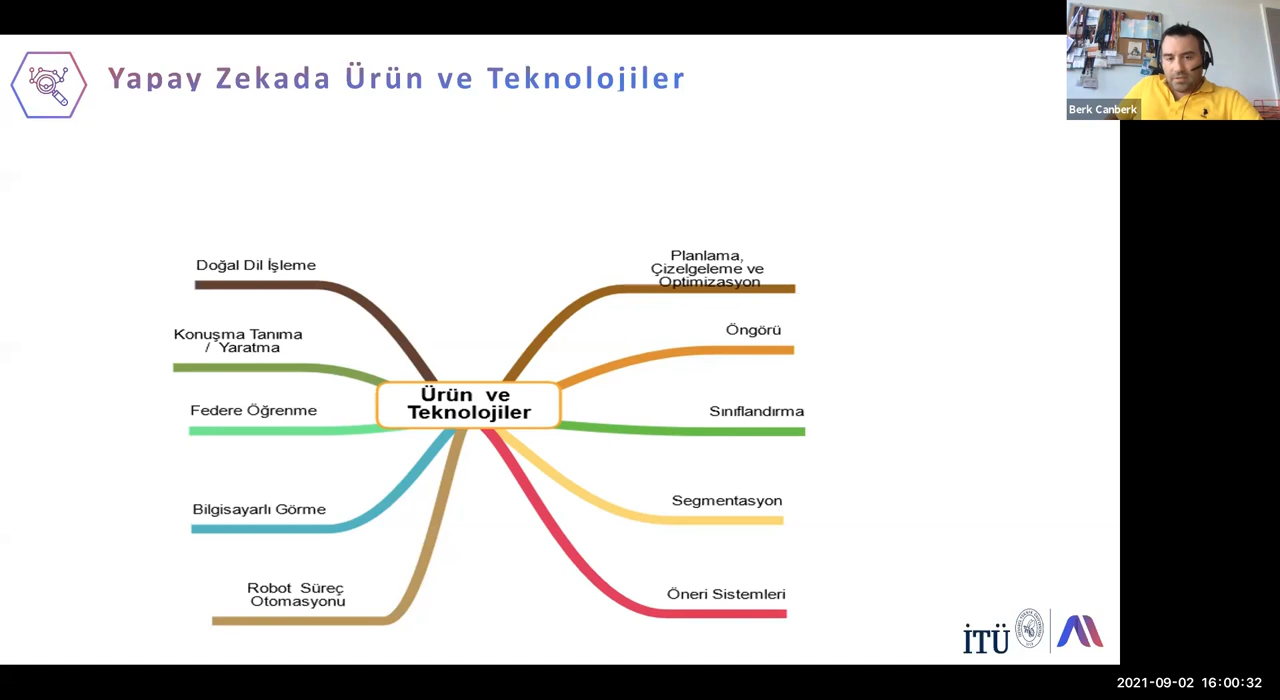 Yapay Zekada Ürün ve Teknolojiler
Berk Canberk
Doğal Dil İşleme
Konuşma Tanıma
/ Yaratma
Federe Öğrenme
Bilgisayarlı Görme
Robot Süreç
Otomasyonu
Ürün ve
Teknolojiler
Planlama,
Çizelgeleme ve
Optimizasyon
Öngörü
Sınıflandırma
Segmentasyon
Öneri Sistemleri
İTÜ
2021-09-02 16:00:32